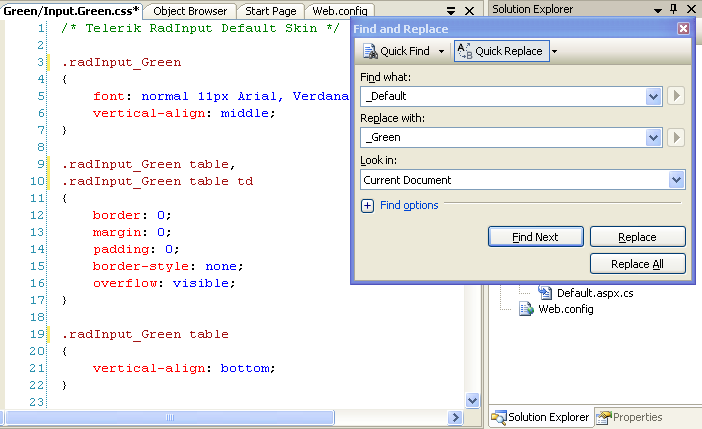 Green/Input.Green.css* Object Browser Start Page Web.config
Solution Explorer
1 /* Telerik RadInput Default Skin */
2
3 .radInput_Green
4 {
5 font: normal 11px Arial, Verdana
6 vertical-align: middle;
7 }
8
9 .radInput_Green table,
10 .radInput_Green table td
11 {
12 border: 0;
13 margin: 0;
14 padding: 0;
15 border-style: none;
16 overflow: visible;
17 }
18
19 .radInput_Green table
20 {
21 vertical-align: bottom;
22 }
23
Find and Replace
Quick Find Quick Replace
Find what:
_Default
Replace with:
_Green
Look in:
Current Document
Find options
Find Next Replace
Replace All
Default.aspx.cs
Web.config
Solution Explorer Properties